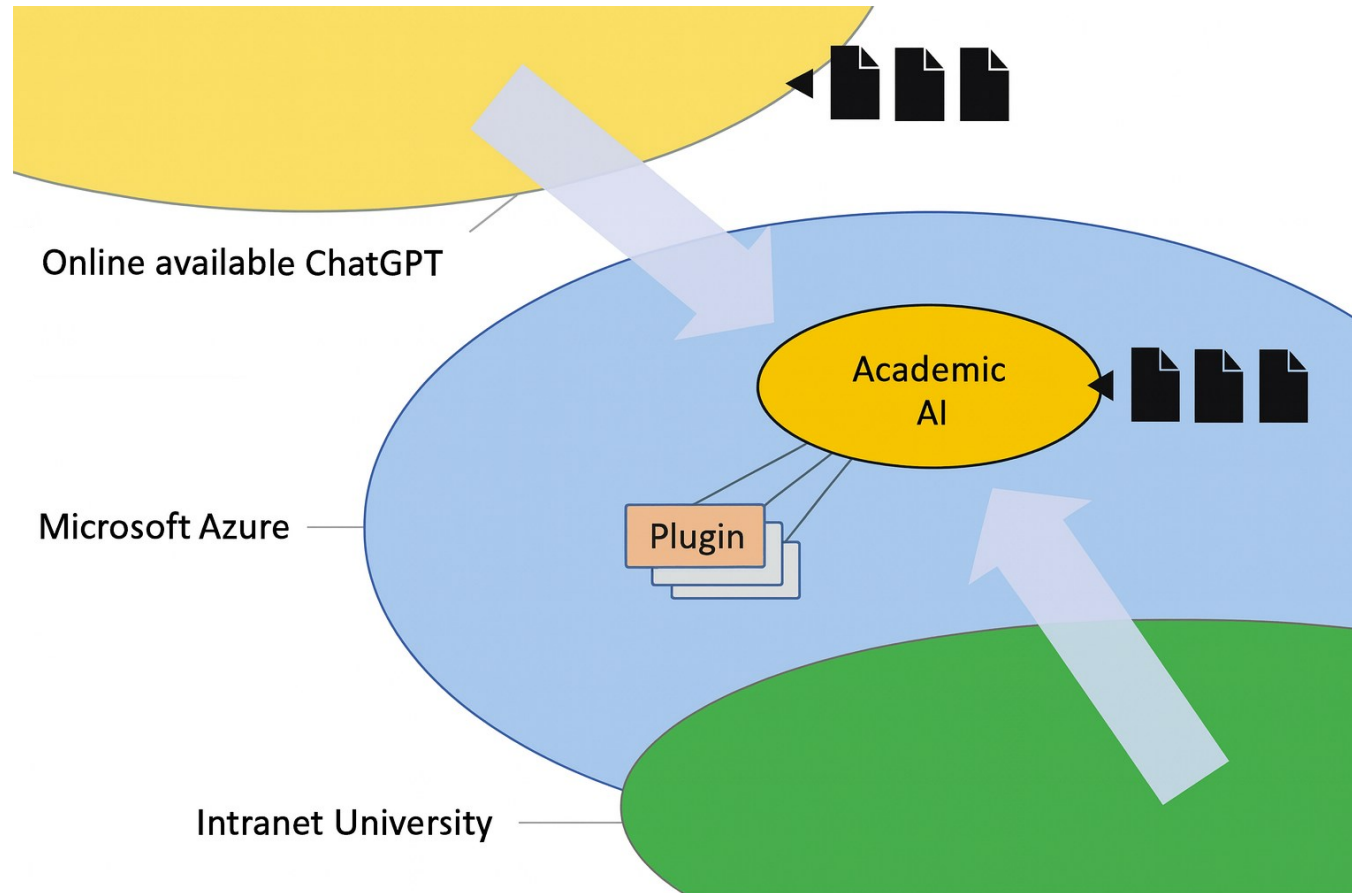 Online available ChatGPT
Academic
AI
Microsoft Azure
Plugin
Intranet University